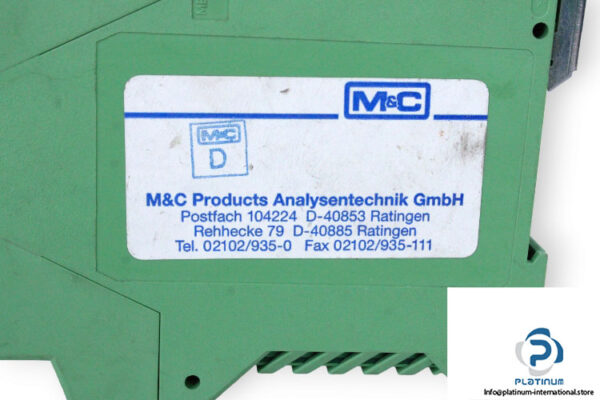 M&C
M&C
D
M&C Products Analysentechnik GmbH
Postfach 104224 D-40853 Ratingen
Rehhecke 79 D-40885 Ratingen
Tel. 02102/935-0 Fax 02102/935-111
PLATINUM
Info@platinum-international.store